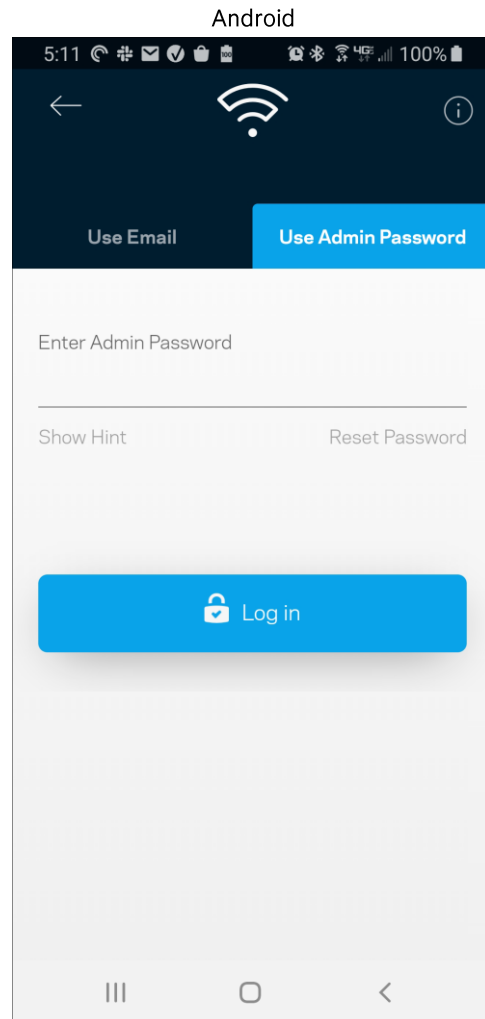 Android
5:11 100%
Use Email Use Admin Password
Enter Admin Password
Show Hint Reset Password
Log in